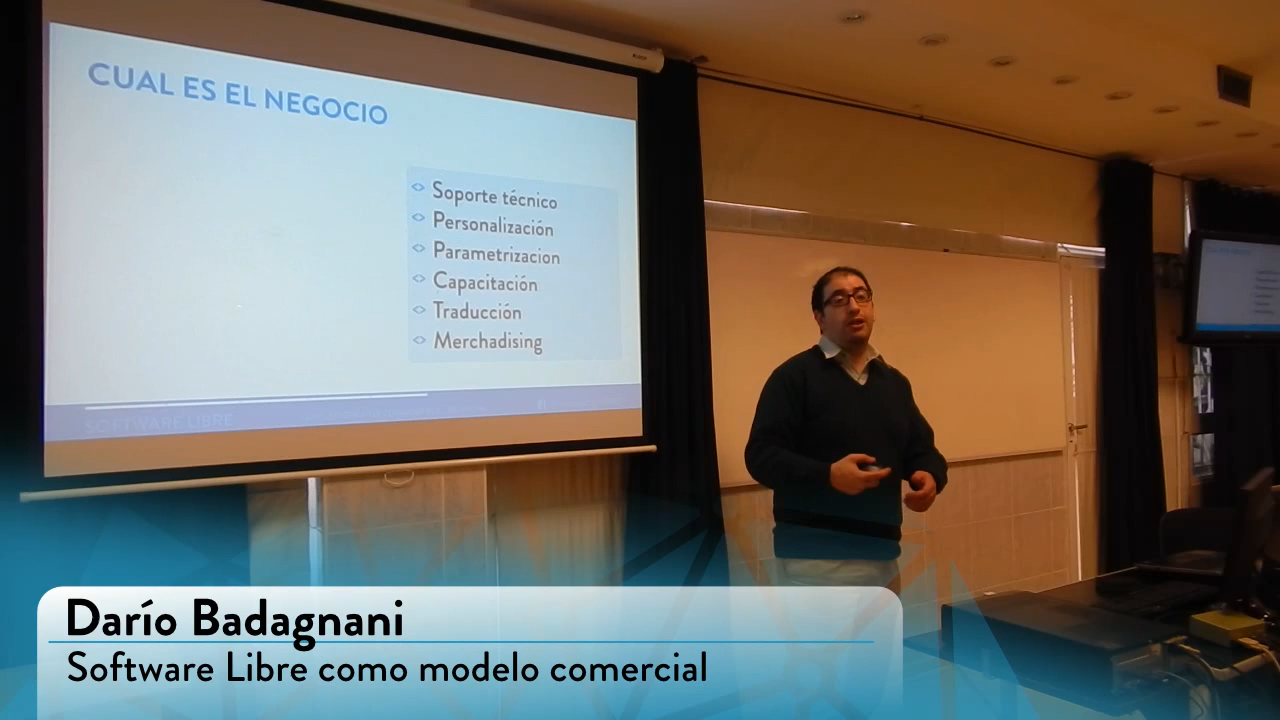 CUAL ES EL NEGOCIO
Soporte técnico
Personalización
Parametrizacion
Capacitación
Traducción
Merchadising
SOFTWARE LIBRE
Darío Badagnani
Software Libre como modelo comercial